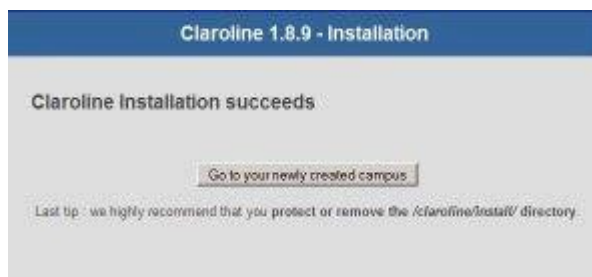 Claroline 1.8.9 - Installation
Claroline Installation succeeds
Go to your newly created campus
Last tip : we highly recommend that you protect or remove the /claroline/install/ directory.